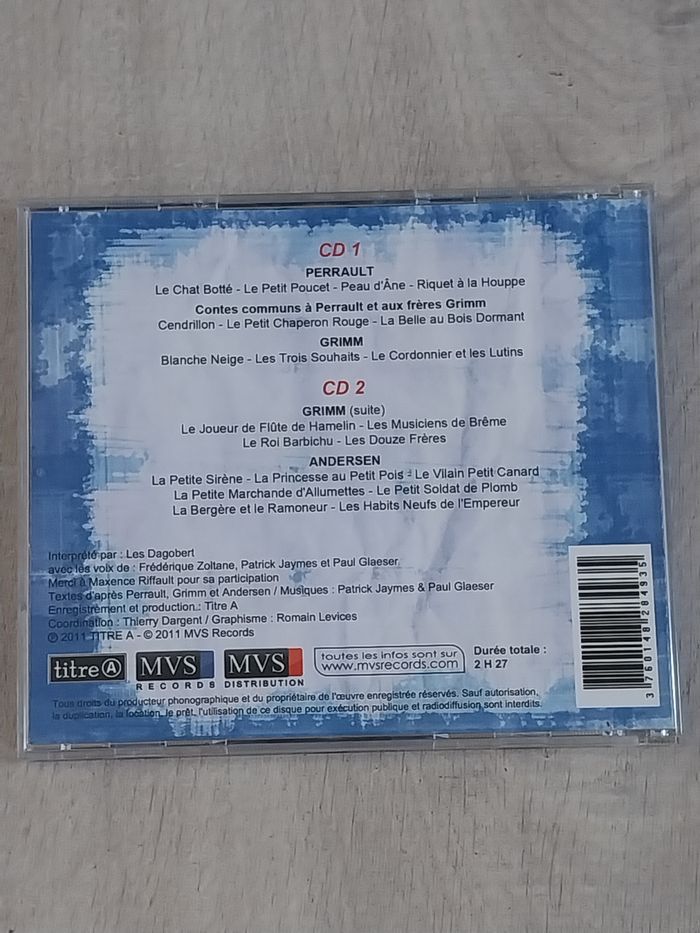 CD 1
PERRAULT
Le Chat Botté - Le Petit Poucet - Peau d'Âne - Riquet à la Houppe
Contes communs à Perrault et aux frères Grimm
Cendrillon - Le Petit Chaperon Rouge - La Belle au Bois Dormant
GRIMM
Blanche Neige - Les Trois Souhaits - Le Cordonnier et les Lutins
CD 2
GRIMM (suite)
Le Joueur de Flûte de Hamelin - Les Musiciens de Brême
Le Roi Barbichu - Les Douze Frères
ANDERSEN
La Petite Sirène - La Princesse au Petit Pois - Le Vilain Petit Canard
La Petite Marchande d'Allumettes - Le Petit Soldat de Plomb
La Bergère et le Ramoneur - Les Habits Neufs de l'Empereur
Interprété par : Les Dagobert
avec les voix de : Frédérique Zoltane, Patrick Jaymes et Paul Glaeser
Merci à Maxence Riffault pour sa participation
Textes d'après Perrault, Grimm et Andersen / Musiques : Patrick Jaymes & Paul Glaeser
Enregistrement et production : Titre A
Coordination : Thierry Dargent / Graphisme : Romain Levices
℗ 2011 TITRE A - © 2011 MVS Records
titre A
MVS
RECORDS
MVS
DISTRIBUTION
toutes les infos sont sur
www.mvsrecords.com
Durée totale :
2 H 27
Tous droits du producteur phonographique et du propriétaire de l'œuvre enregistrée réservés. Sauf autorisation,
la duplication, la location, le prêt, l'utilisation de ce disque pour exécution publique et radiodiffusion sont interdits.
3 760148 284935